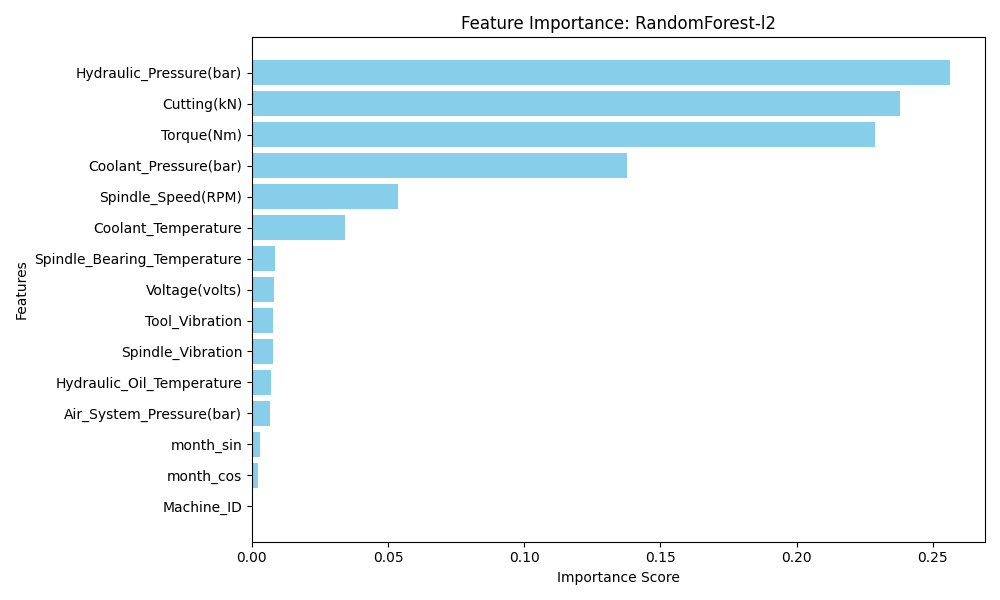 Feature Importance: RandomForest-l2
Hydraulic_Pressure(bar)
Cutting(kN)
Torque(Nm)
Coolant_Pressure(bar)
Spindle_Speed(RPM)
Coolant_Temperature
Spindle_Bearing_Temperature
Voltage(volts)
Tool_Vibration
Spindle_Vibration
Hydraulic_Oil_Temperature
Air_System_Pressure(bar)
month_sin
month_cos
Machine_ID
Features
0.00 0.05 0.10 0.15 0.20 0.25
Importance Score